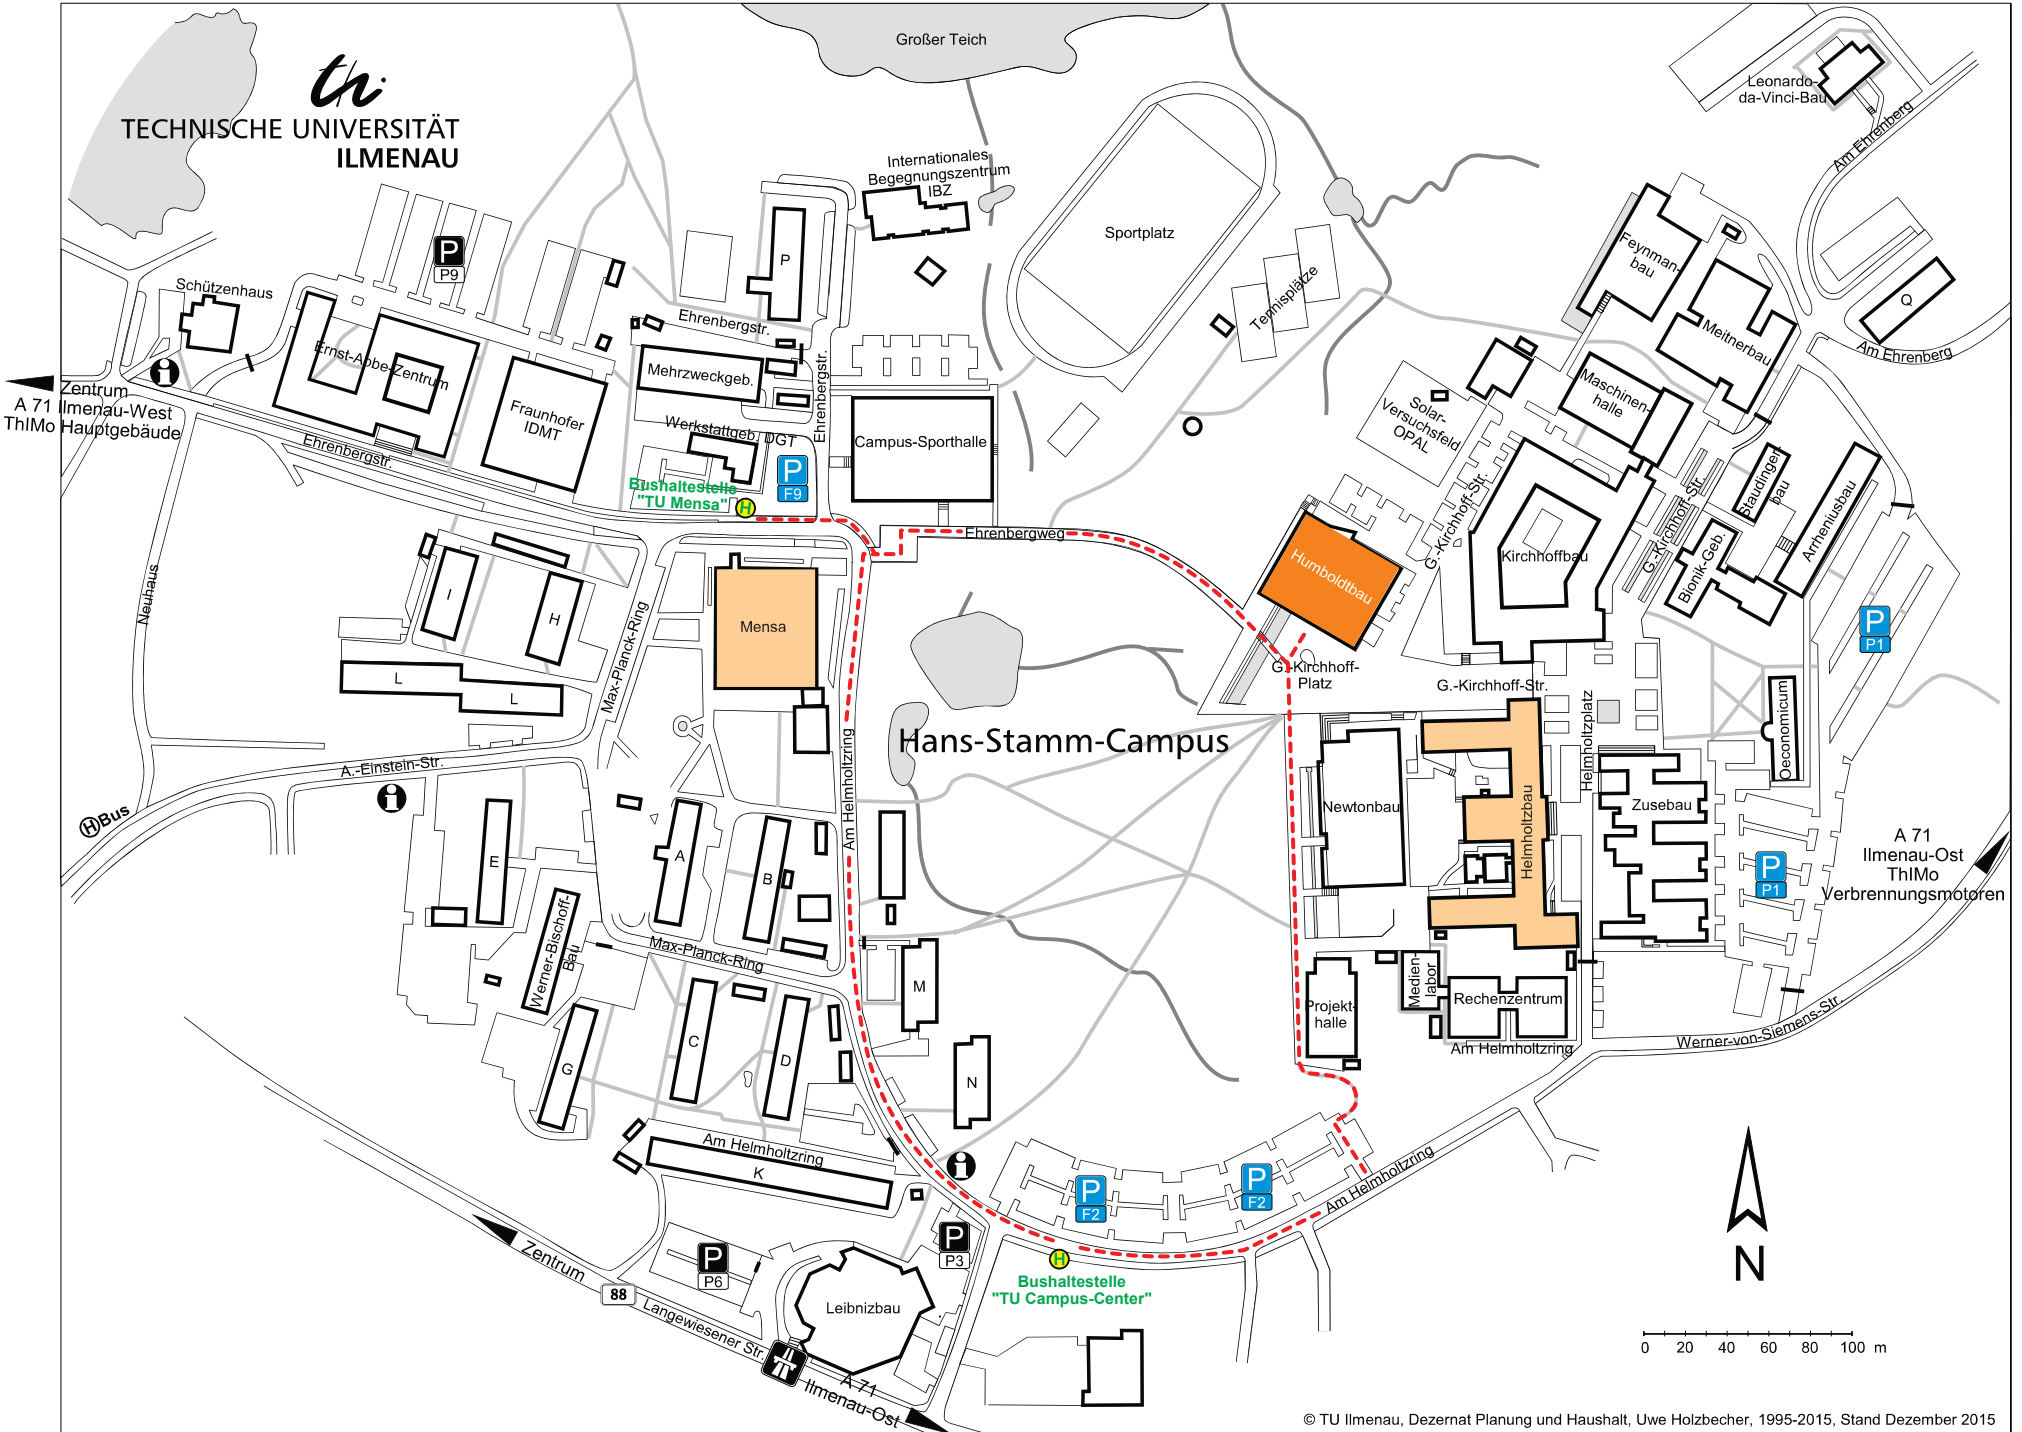 Großer Teich
TECHNISCHE UNIVERSITÄT
ILMENAU
Leonardo-
da-Vinci-Bau
Am Ehrenberg
Internationales
Begegnungszentrum
IBZ
Sportplatz
Tennisplätze
P
P
P9
Schützenhaus
Feynman-
bau
Q
Meitnerbau
Am Ehrenberg
Ehrenbergstr.
Ernst-Abbe-Zentrum
Mehrzweckgeb.
Ehrenbergstr.
Zentrum
A 71 Ilmenau-West
ThIMo Hauptgebäude
Fraunhofer
IDMT
Maschinen-
halle
Solar-
Versuchsfeld
OPAL
Werkstattgeb. DGT
Campus-Sporthalle
Ehrenbergstr.
P
F9
Bushaltestelle
"TU Mensa"
H
Ehrenbergweg
Humboldtbau
G.-Kirchhoff-Str.
Kirchhoffbau
G.-Kirchhoff-Str.
Staudinger-
bau
Bionik-Geb.
Arrheniusbau
P
P1
Neuhaus
I
H
L
L
Max-Planck-Ring
Mensa
G.-Kirchhoff-
Platz
G.-Kirchhoff-Str.
Helmholtzplatz
Oeconomicum
Hans-Stamm-Campus
Am Helmholtzring
A.-Einstein-Str.
H Bus
Newtonbau
Helmholtzbau
Zusebau
P
P1
A 71
Ilmenau-Ost
ThIMo
Verbrennungsmotoren
E
A
B
Werner-Bischoff-
Bau
Max-Planck-Ring
M
Projekt-
halle
Medien-
labor
Rechenzentrum
Am Helmholtzring
Werner-von-Siemens-Str.
C
D
G
N
Am Helmholtzring
K
P
F2
P
F2
Am Helmholtzring
P
P3
P
P6
H
Bushaltestelle
"TU Campus-Center"
Zentrum
88
Langewiesener Str.
Leibnizbau
A 71
Ilmenau-Ost
N
0 20 40 60 80 100 m
© TU Ilmenau, Dezernat Planung und Haushalt, Uwe Holzbecher, 1995-2015, Stand Dezember 2015